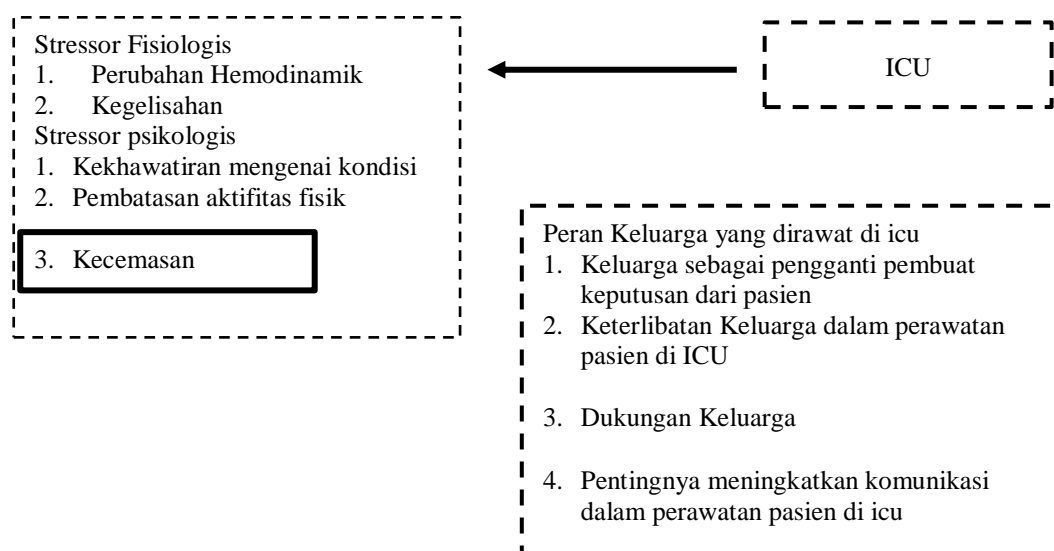 Stressor Fisiologis
1. Perubahan Hemodinamik
2. Kegelisahan
Stressor psikologis
1. Kekhawatiran mengenai kondisi
2. Pembatasan aktifitas fisik
3. Kecemasan
ICU
Peran Keluarga yang dirawat di icu
1. Keluarga sebagai pengganti pembuat
keputusan dari pasien
2. Keterlibatan Keluarga dalam perawatan
pasien di ICU
3. Dukungan Keluarga
4. Pentingnya meningkatkan komunikasi
dalam perawatan pasien di icu